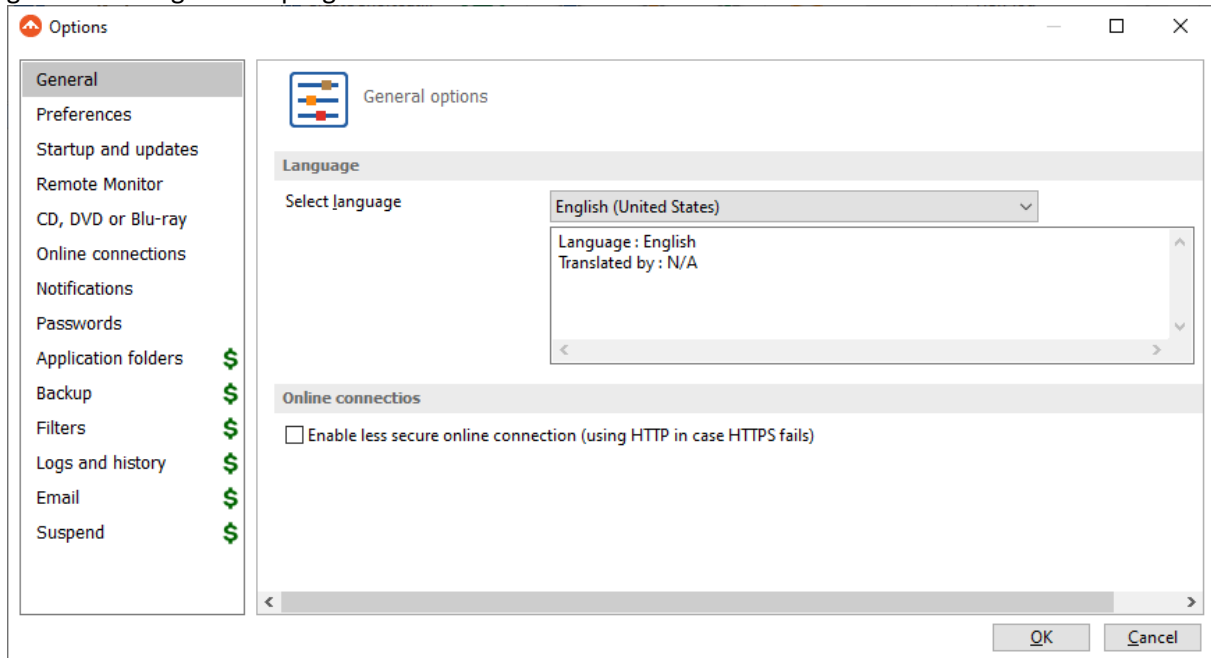 Options
General
Preferences
Startup and updates
Remote Monitor
CD, DVD or Blu-ray
Online connections
Notifications
Passwords
Application folders $
Backup $
Filters $
Logs and history $
Email $
Suspend $
General options
Language
Select language
English (United States)
Language : English
Translated by : N/A
Online connectios
Enable less secure online connection (using HTTP in case HTTPS fails)
OK
Cancel